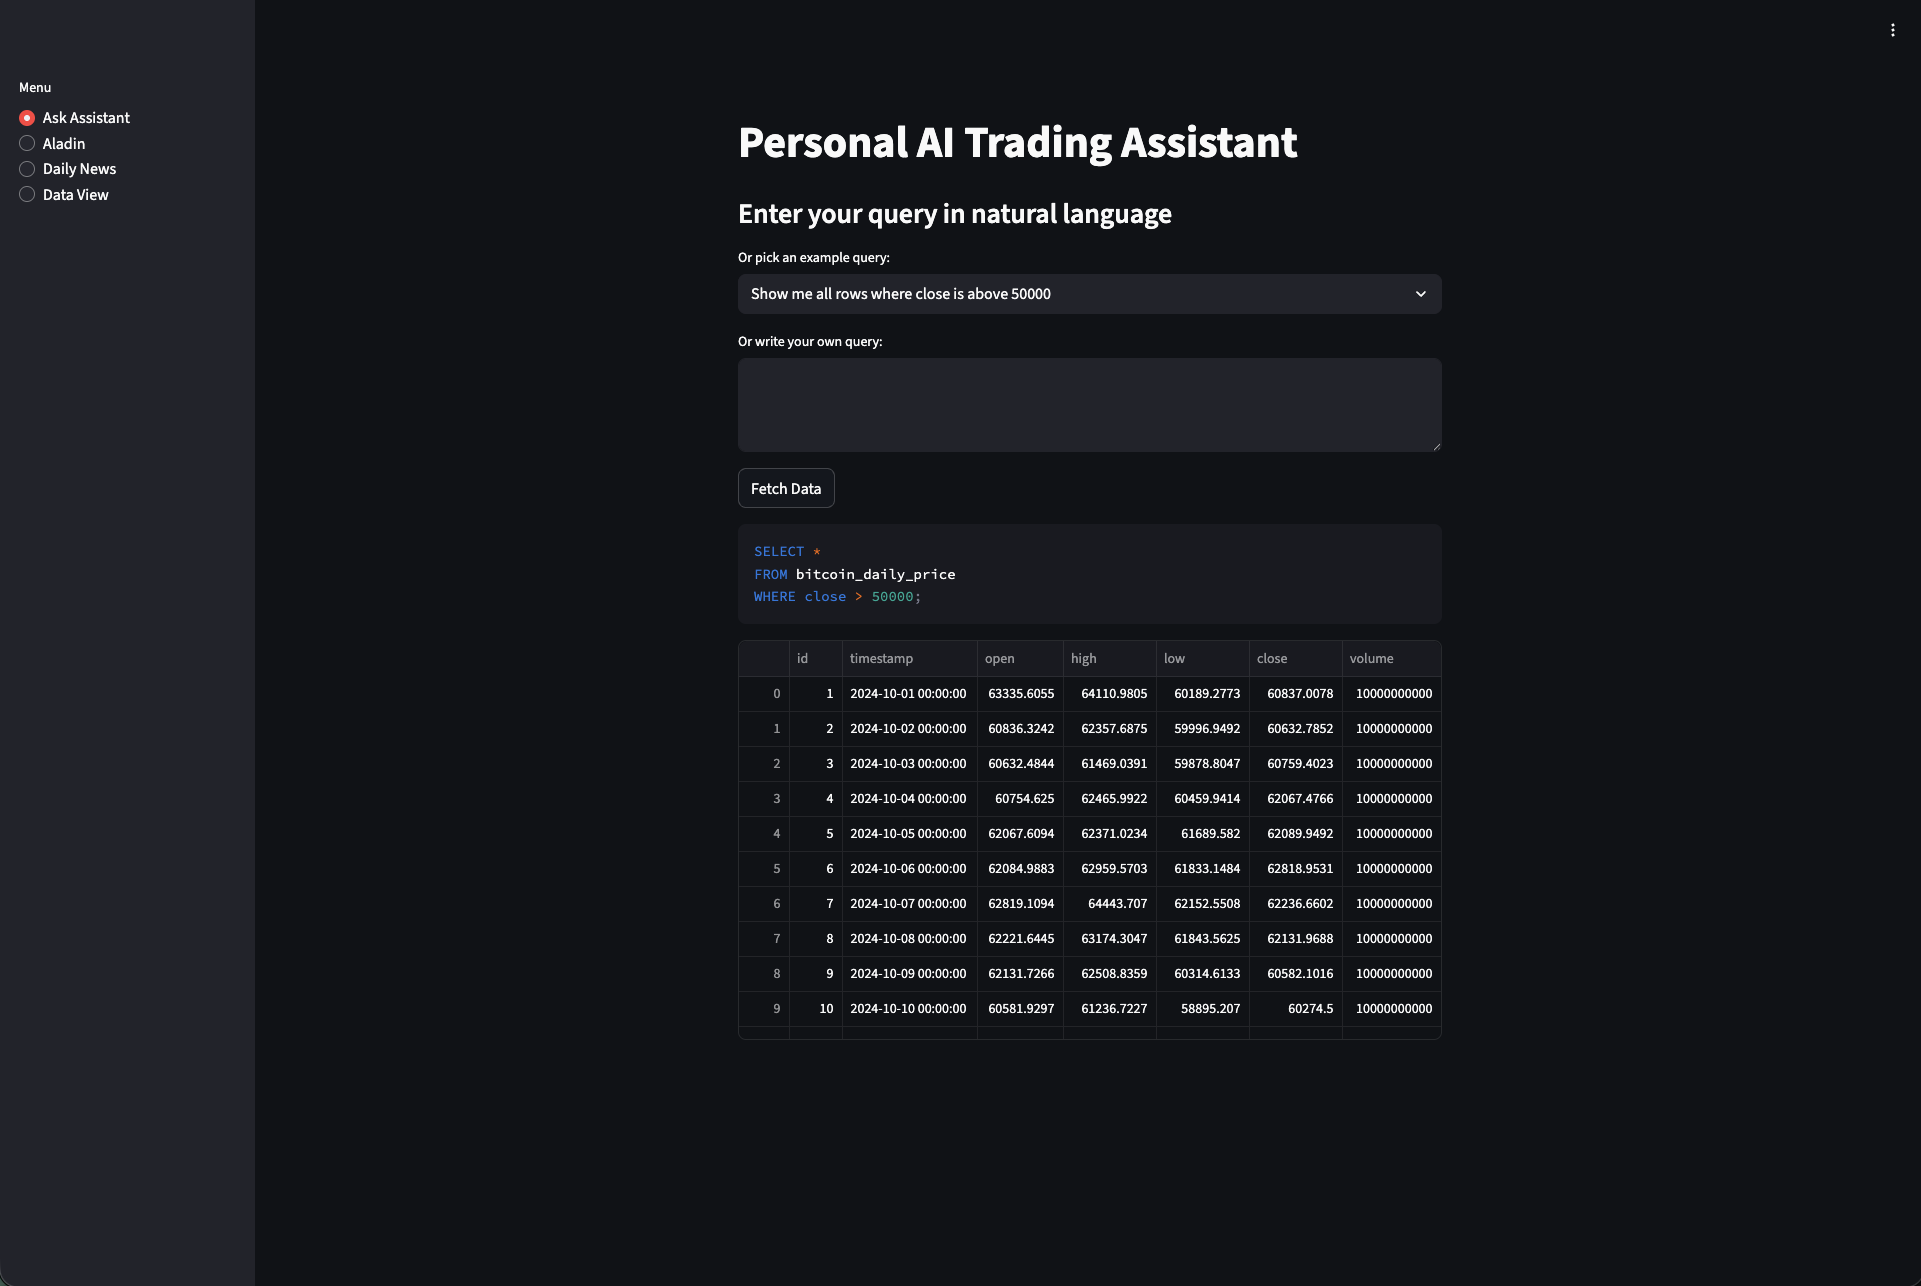 Menu
Ask Assistant
Aladin
Daily News
Data View
Personal AI Trading Assistant
Enter your query in natural language
Or pick an example query:
Show me all rows where close is above 50000
Or write your own query:
Fetch Data
SELECT *
FROM bitcoin_daily_price
WHERE close > 50000;
id timestamp open high low close volume
0 1 2024-10-01 00:00:00 63335.6055 64110.9805 60189.2773 60837.0078 10000000000
1 2 2024-10-02 00:00:00 60836.3242 62357.6875 59996.9492 60632.7852 10000000000
2 3 2024-10-03 00:00:00 60632.4844 61469.0391 59878.8047 60759.4023 10000000000
3 4 2024-10-04 00:00:00 60754.625 62465.9922 60459.9414 62067.4766 10000000000
4 5 2024-10-05 00:00:00 62067.6094 62371.0234 61689.582 62089.9492 10000000000
5 6 2024-10-06 00:00:00 62084.9883 62959.5703 61833.1484 62818.9531 10000000000
6 7 2024-10-07 00:00:00 62819.1094 64443.707 62152.5508 62236.6602 10000000000
7 8 2024-10-08 00:00:00 62221.6445 63174.3047 61843.5625 62131.9688 10000000000
8 9 2024-10-09 00:00:00 62131.7266 62508.8359 60314.6133 60582.1016 10000000000
9 10 2024-10-10 00:00:00 60581.9297 61236.7227 58895.207 60274.5 10000000000